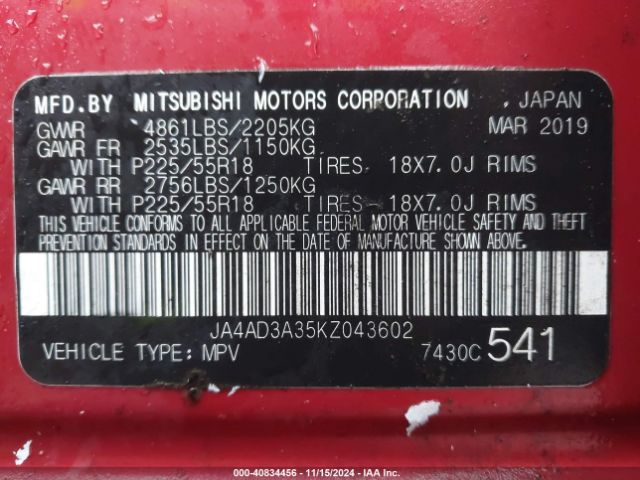 MFD.BY MITSUBISHI MOTORS CORPORATION , JAPAN
GVWR 4861LBS/2205KG MAR 2019
GAWR FR 2535LBS/1150KG
WITH P225/55R18 TIRES, 18X7.0J RIMS
GAWR RR 2756LBS/1250KG
WITH P225/55R18 TIRES, 18X7.0J RIMS
THIS VEHICLE CONFORMS TO ALL APPLICABLE FEDERAL MOTOR VEHICLE SAFETY AND THEFT
PREVENTION STANDARDS IN EFFECT ON THE DATE OF MANUFACTURE SHOWN ABOVE.
JA4AD3A35KZ043602
VEHICLE TYPE: MPV 7430C 541
000-40834456 - 11/15/2024 - IAAI.COM